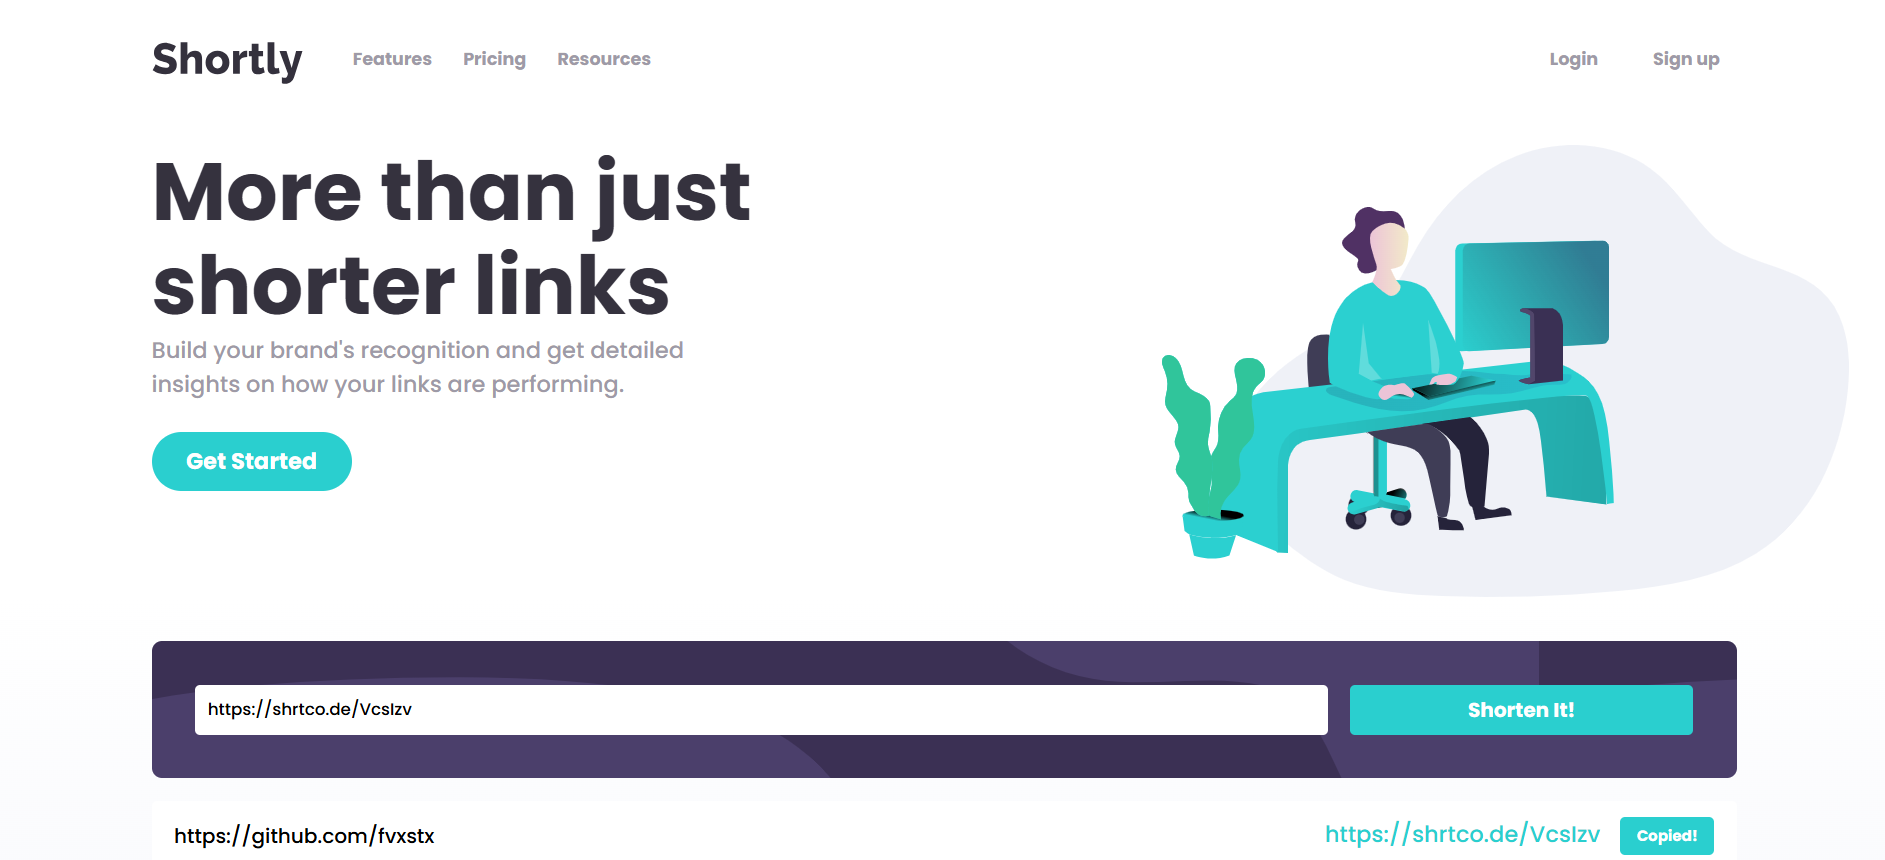 Shortly Features Pricing Resources Login Sign up
More than just
shorter links
Build your brand's recognition and get detailed
insights on how your links are performing.
Get Started
https://shrtco.de/VcsIzv Shorten It!
https://github.com/fvxstx https://shrtco.de/VcsIzv Copied!